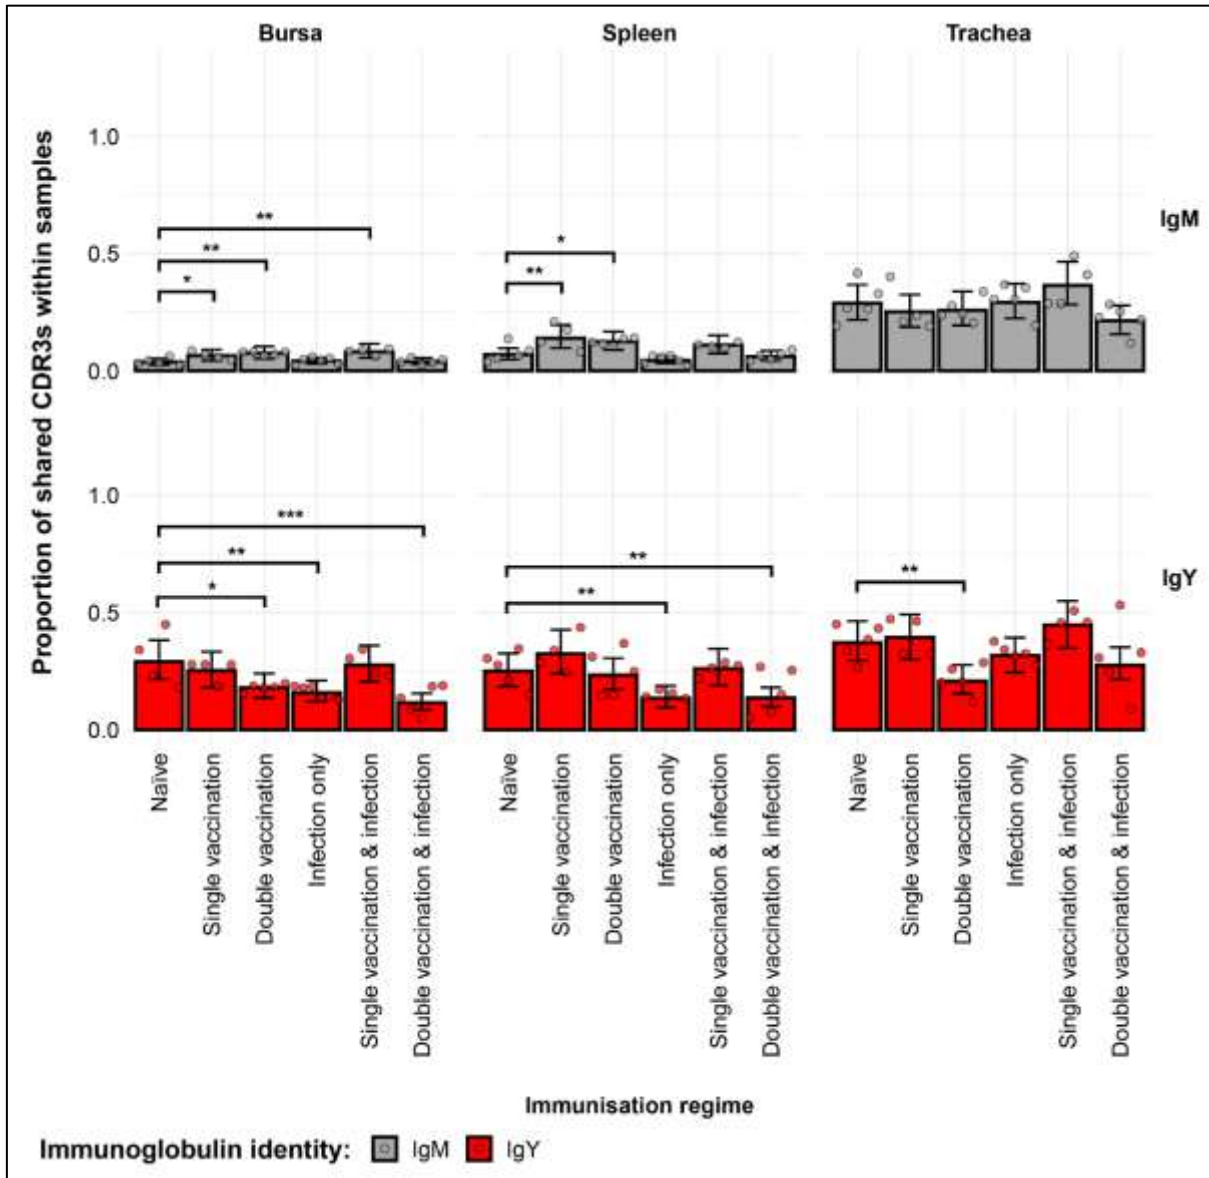 Bursa Spleen Trachea
Proportion of shared CDR3s within samples
1.0
0.5
0.0
**
**
*
*
**
IgM
1.0
0.5
0.0
***
**
*
**
**
**
IgY
Naïve
Single vaccination
Double vaccination
Infection only
Single vaccination & infection
Double vaccination & infection
Naïve
Single vaccination
Double vaccination
Infection only
Single vaccination & infection
Double vaccination & infection
Naïve
Single vaccination
Double vaccination
Infection only
Single vaccination & infection
Double vaccination & infection
Immunisation regime
Immunoglobulin identity: IgM IgY